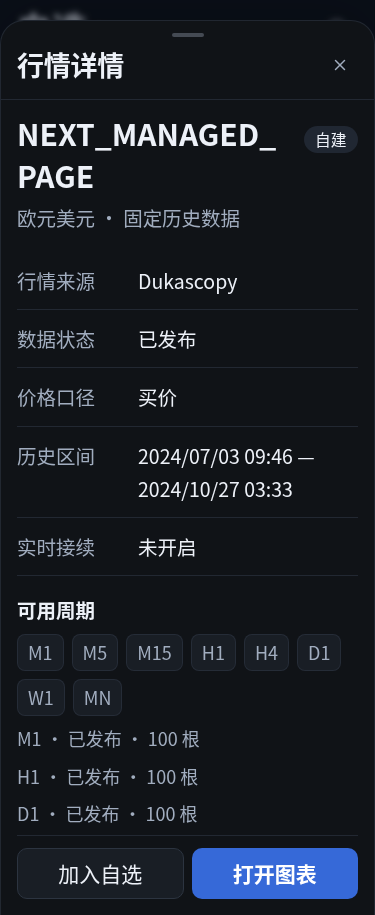 行情详情
×
NEXT_MANAGED_
PAGE
自建
欧元美元 · 固定历史数据
行情来源 Dukascopy
数据状态 已发布
价格口径 买价
历史区间 2024/07/03 09:46 —
2024/10/27 03:33
实时接续 未开启
可用周期
M1 M5 M15 H1 H4 D1
W1 MN
M1 · 已发布 · 100 根
H1 · 已发布 · 100 根
D1 · 已发布 · 100 根
加入自选 打开图表